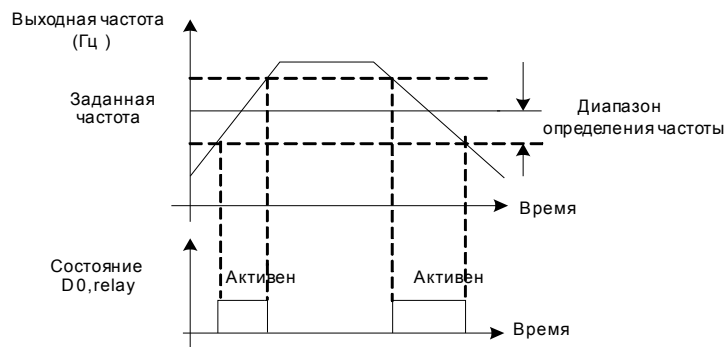 Выходная частота
(Гц )
Заданная
частота
Диапазон
определения частоты
Время
Состояние
D0,relay
Активен
Активен
Время